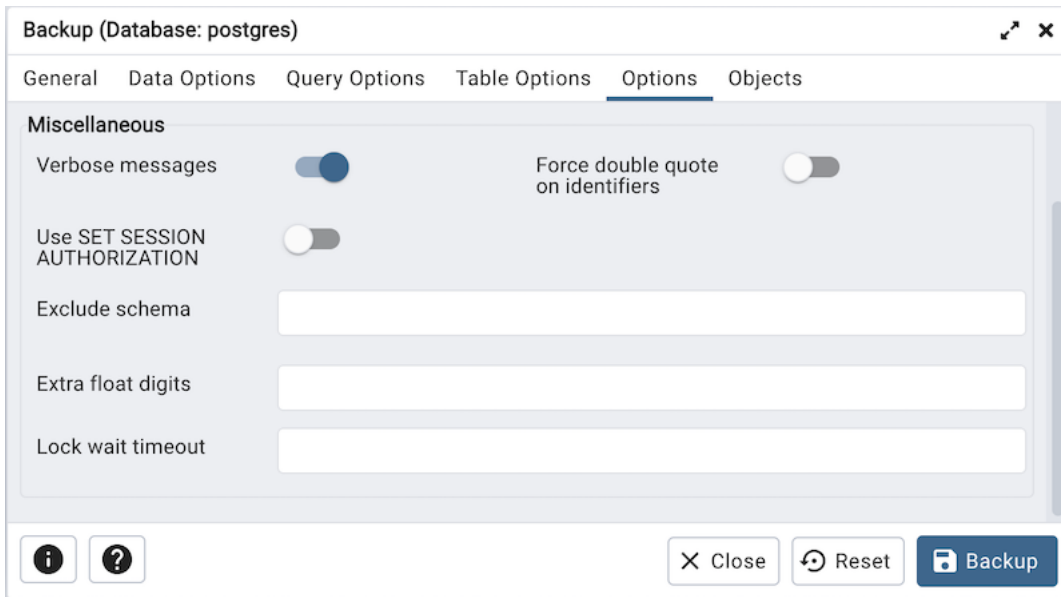 Backup (Database: postgres)
General Data Options Query Options Table Options Options Objects
Miscellaneous
Verbose messages
Force double quote
on identifiers
Use SET SESSION
AUTHORIZATION
Exclude schema
Extra float digits
Lock wait timeout
Close Reset Backup